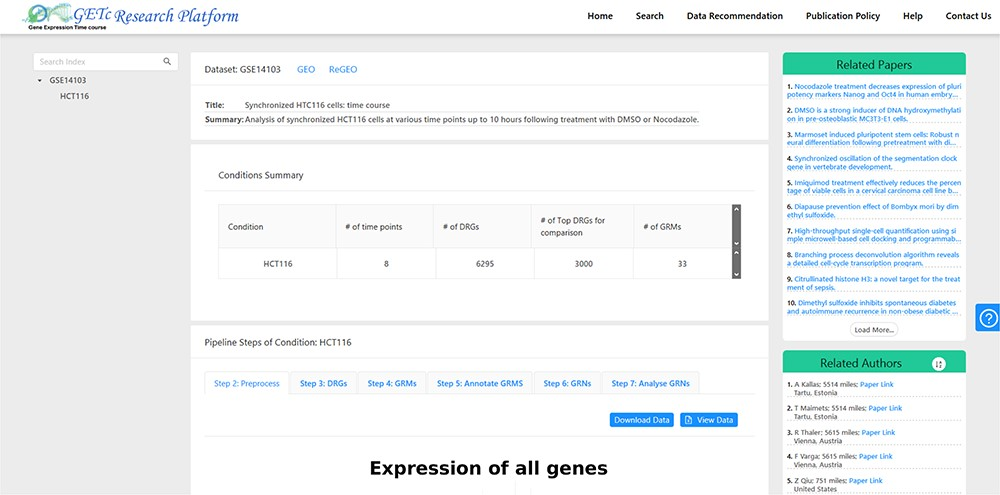 GETc Research Platform
Gene Expression Time course
Home Search Data Recommendation Publication Policy Help Contact Us
Search Index
GSE14103
HCT116
Dataset: GSE14103 GEO ReGEO
Title: Synchronized HTC116 cells: time course
Summary: Analysis of synchronized HCT116 cells at various time points up to 10 hours following treatment with DMSO or Nocodazole.
Conditions Summary
Condition # of time points # of DRGs # of Top DRGs for comparison # of GRMs
HCT116 8 6295 3000 33
Pipeline Steps of Condition: HCT116
Step 2: Preprocess Step 3: DRGs Step 4: GRMs Step 5: Annotate GRMS Step 6: GRNs Step 7: Analyse GRNs
Download Data View Data
Expression of all genes
Related Papers
1. Nocodazole treatment decreases expression of pluri
potency markers Nanog and Oct4 in human embry...
2. DMSO is a strong inducer of DNA hydroxymethylati
on in pre-osteoblastic MC3T3-E1 cells.
3. Marmoset induced pluripotent stem cells: Robust n
eural differentiation following pretreatment with di...
4. Synchronized oscillation of the segmentation clock
gene in vertebrate development.
5. Imiquimod treatment effectively reduces the percen
tage of viable cells in a cervical carcinoma cell line b...
6. Diapause prevention effect of Bombyx mori by dim
ethyl sulfoxide.
7. High-throughput single-cell quantification using si
mple microwell-based cell docking and programmab...
8. Branching process deconvolution algorithm reveals
a detailed cell-cycle transcription program.
9. Citrullinated histone H3: a novel target for the treat
ment of sepsis.
10. Dimethyl sulfoxide inhibits spontaneous diabetes
and autoimmune recurrence in non-obese diabetic ...
Load More...
Related Authors
1. A Kallas; 5514 miles; Paper Link
Tartu, Estonia
2. T Maimets; 5514 miles; Paper Link
Tartu, Estonia
3. R Thaler; 5615 miles; Paper Link
Vienna, Austria
4. F Varga; 5615 miles; Paper Link
Vienna, Austria
5. Z Qiu; 751 miles; Paper Link
United States